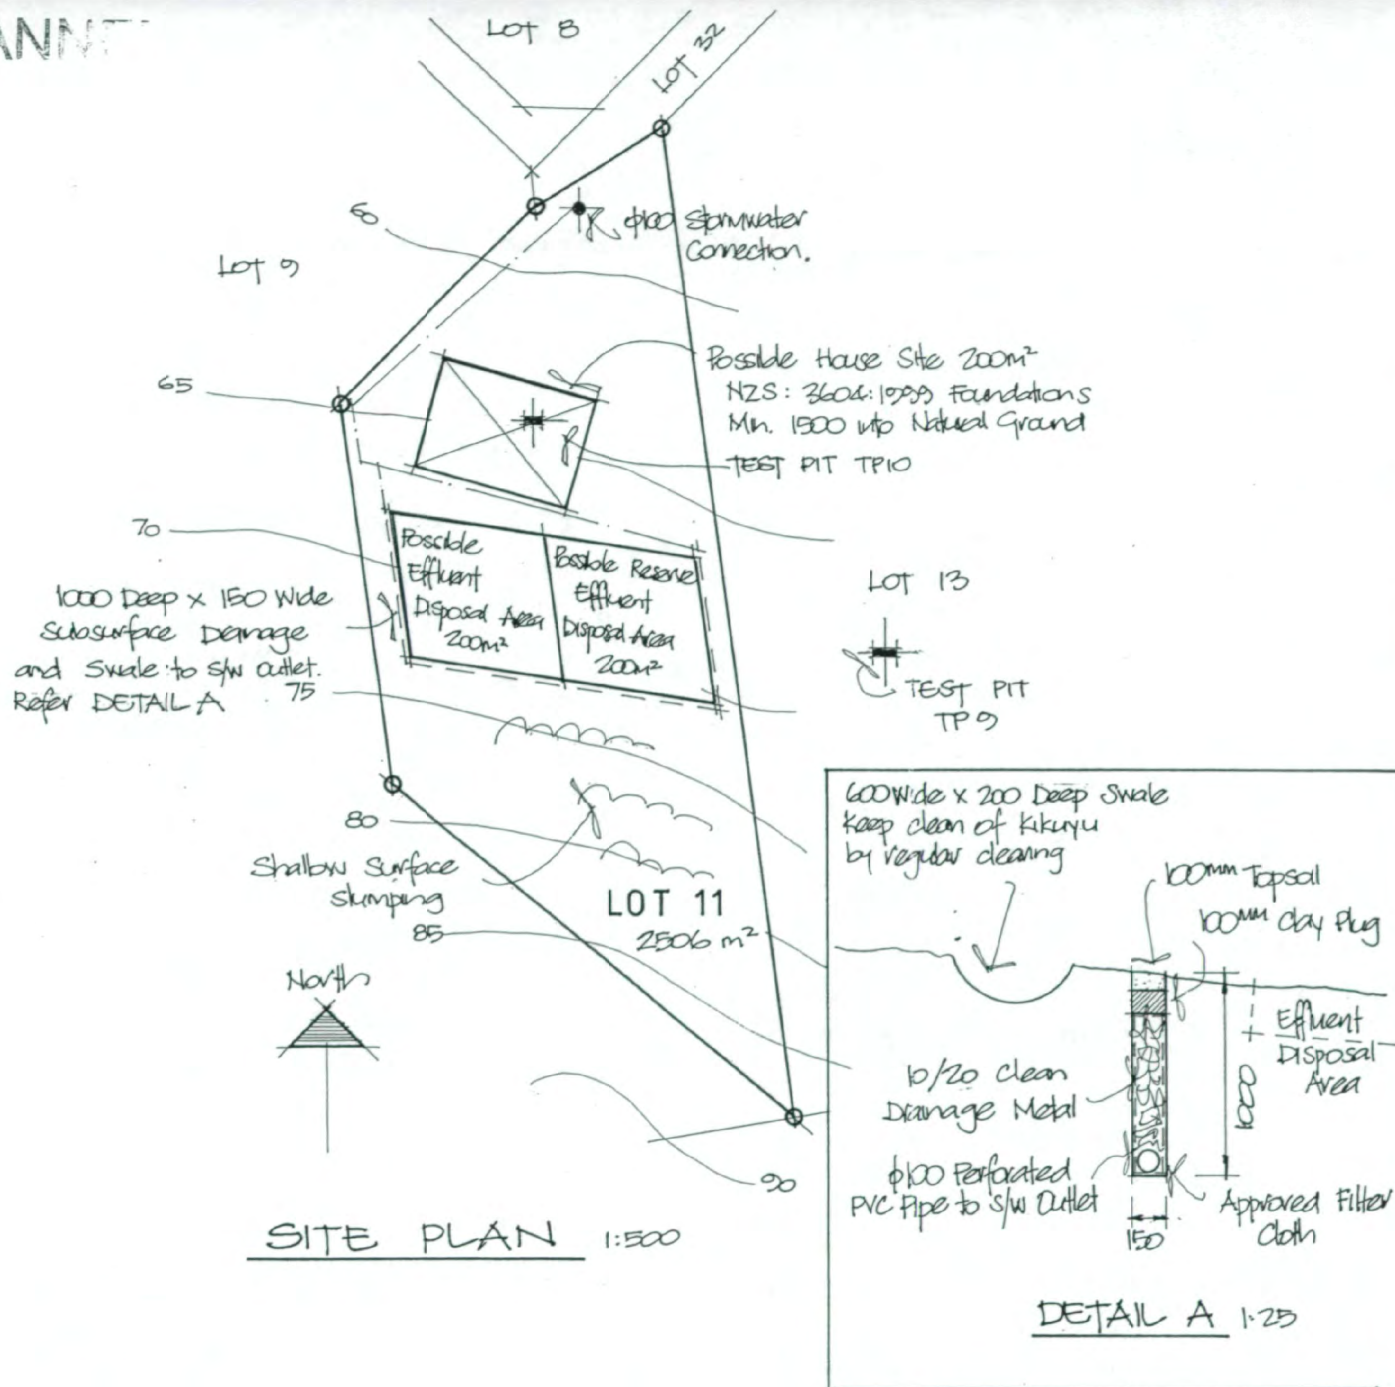 LOT 8
LOT 32
60
φ100 Stormwater
Connection.
LOT 9
65
Possible House Site 200m²
NZS: 3604:1999 Foundations
Min. 1500 into Natural Ground
TEST PIT TP10
70
Possible
Effluent
Disposal Area
200m²
Possible Reserve
Effluent
Disposal Area
200m²
LOT 13
TEST PIT
TP9
1000 Deep x 150 Wide
Subsurface Drainage
and Swale to S/W outlet.
Refer DETAIL A
75
80
Shallow Surface
Slumping
85
LOT 11
2506 m²
North
90
SITE PLAN 1:500
600 Wide x 200 Deep Swale
Keep clean of Kikuyu
by regular clearing
100mm Topsoil
100mm Clay Plug
Effluent
Disposal
Area
1000
10/20 Clean
Drainage Metal
φ100 Perforated
PVC Pipe to S/W Outlet
Approved Filter
Cloth
150
DETAIL A 1:25